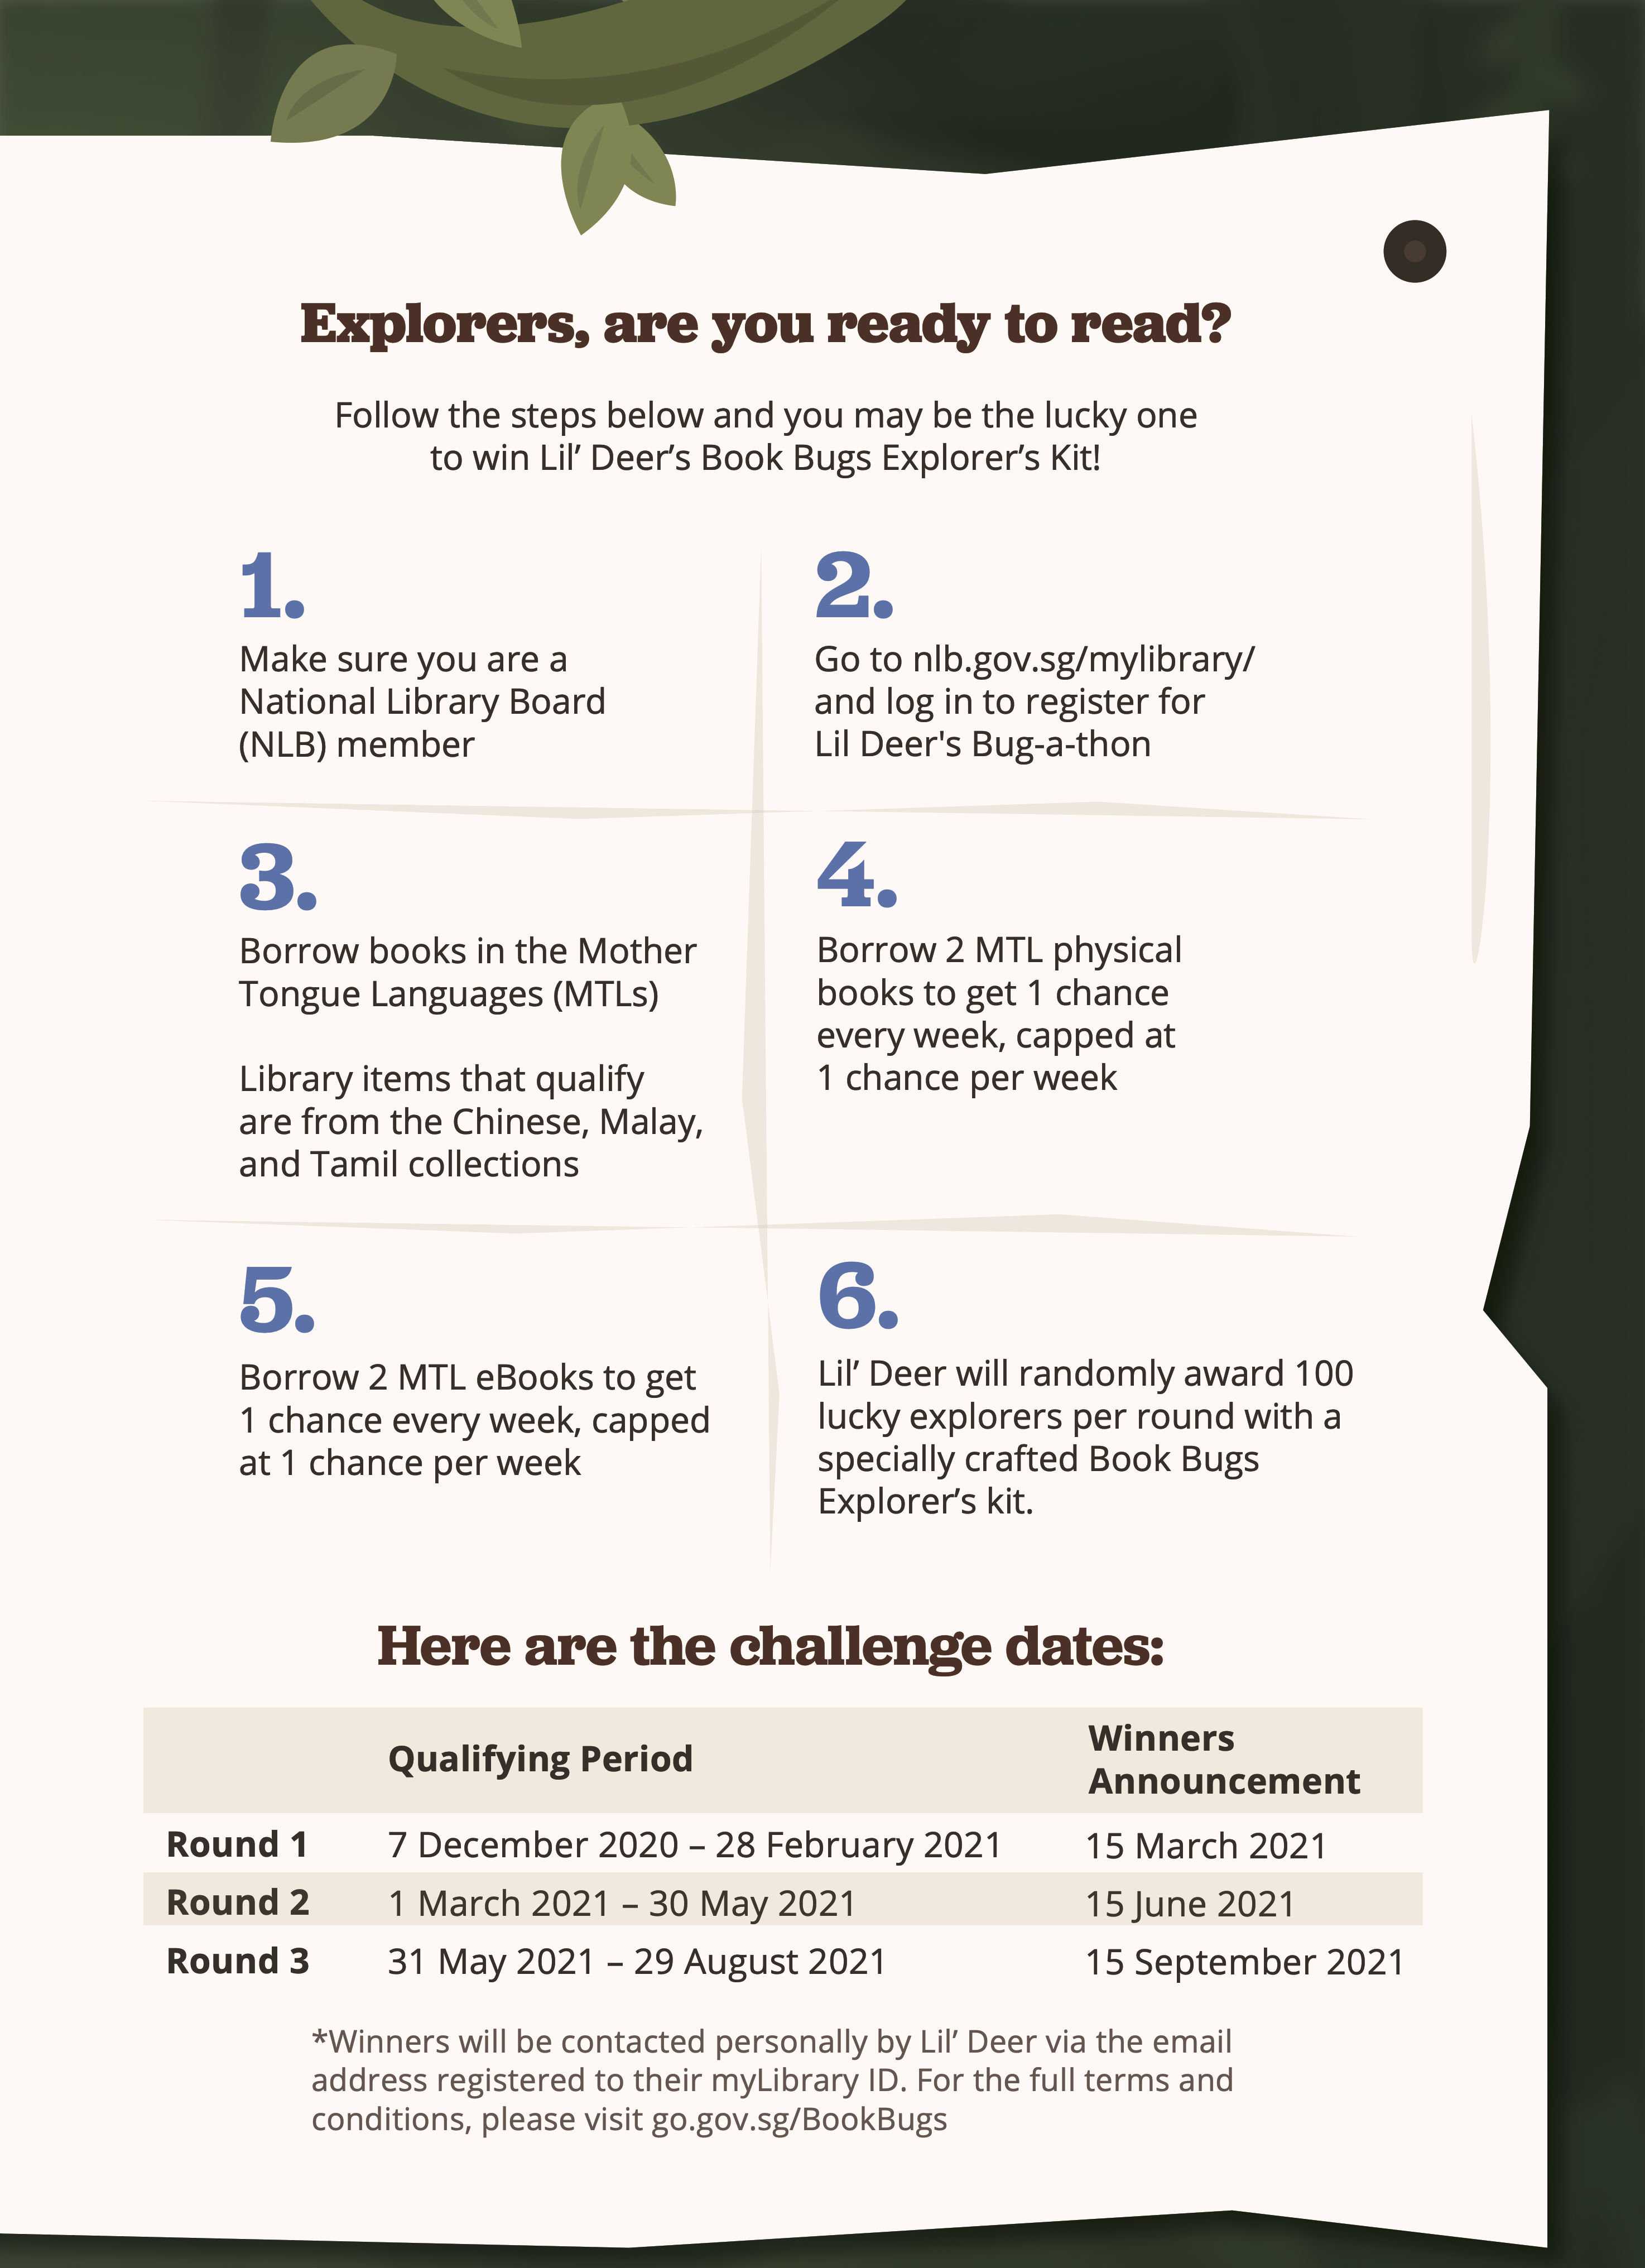 Explorers, are you ready to read?
Follow the steps below and you may be the lucky one
to win Lil’ Deer’s Book Bugs Explorer’s Kit!
1.
Make sure you are a
National Library Board
(NLB) member
2.
Go to nlb.gov.sg/mylibrary/
and log in to register for
Lil Deer's Bug-a-thon
3.
Borrow books in the Mother
Tongue Languages (MTLs)
Library items that qualify
are from the Chinese, Malay,
and Tamil collections
4.
Borrow 2 MTL physical
books to get 1 chance
every week, capped at
1 chance per week
5.
Borrow 2 MTL eBooks to get
1 chance every week, capped
at 1 chance per week
6.
Lil’ Deer will randomly award 100
lucky explorers per round with a
specially crafted Book Bugs
Explorer’s kit.
Here are the challenge dates:
Qualifying Period
Winners
Announcement
Round 1 7 December 2020 – 28 February 2021 15 March 2021
Round 2 1 March 2021 – 30 May 2021 15 June 2021
Round 3 31 May 2021 – 29 August 2021 15 September 2021
*Winners will be contacted personally by Lil’ Deer via the email
address registered to their myLibrary ID. For the full terms and
conditions, please visit go.gov.sg/BookBugs